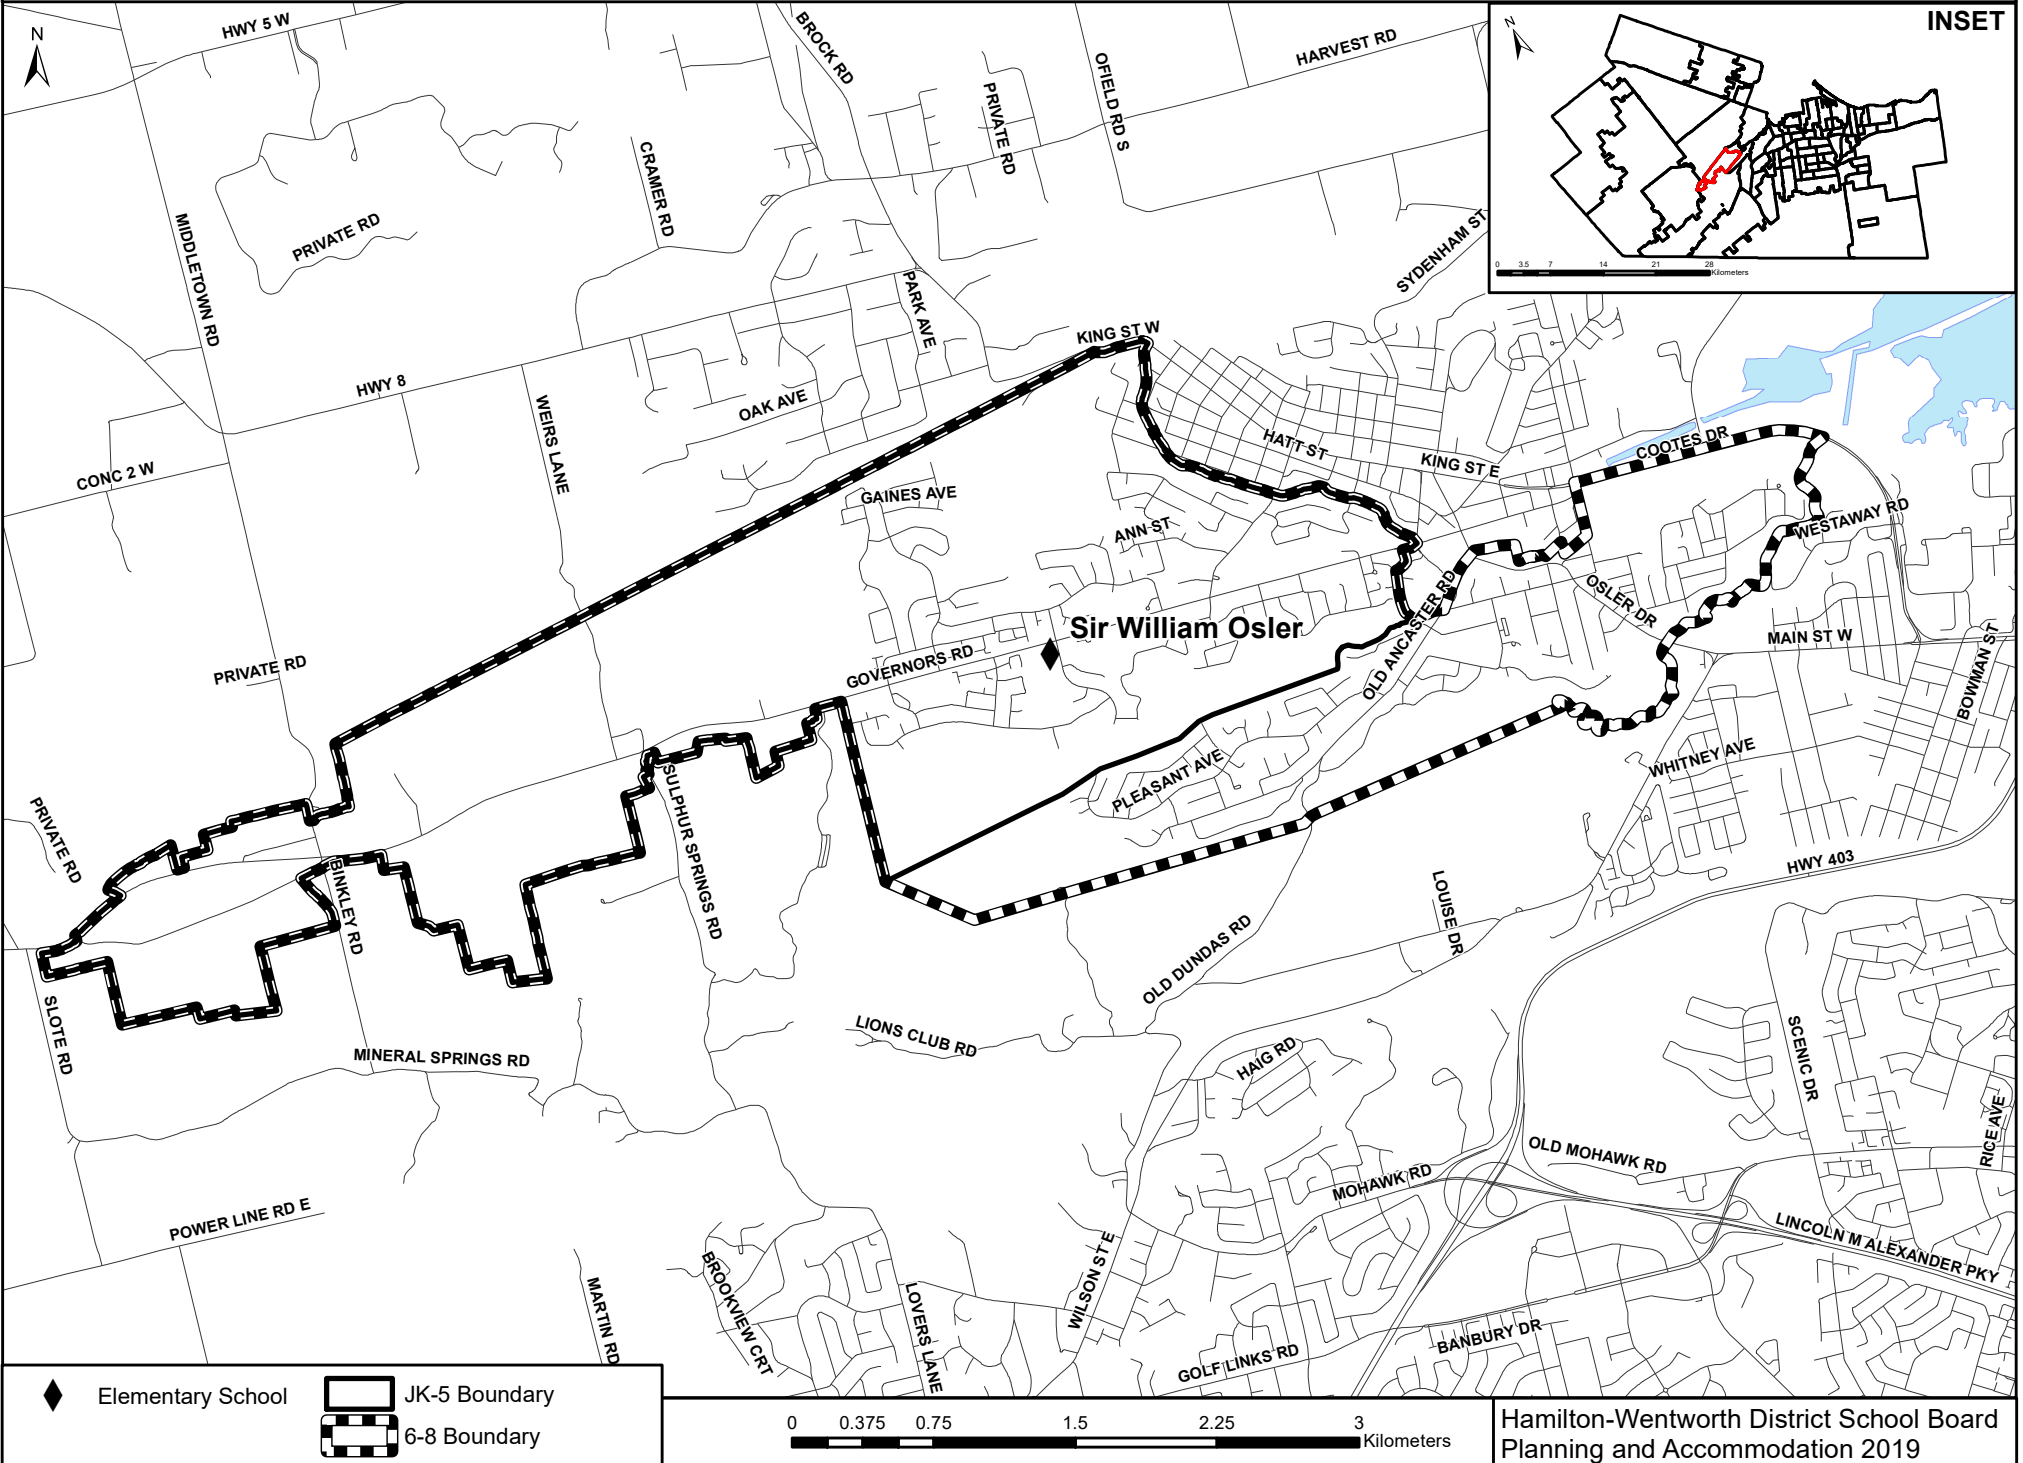 N
HWY 5 W
BROCK RD
OFIELD RD S
HARVEST RD
N
INSET
0 3.5 7 14 21 28
Kilometers
PRIVATE RD
CRAMER RD
MIDDLETOWN RD
PRIVATE RD
SYDENHAM ST
PARK AVE
KING ST W
HWY 8
OAK AVE
WEIRS LANE
HATT ST
KING ST E
COOTES DR
CONC 2 W
GAINES AVE
ANN ST
WESTAWAY RD
OSLER DR
OLD ANCASTER RD
Sir William Osler
MAIN ST W
BOWMAN ST
GOVERNORS RD
PRIVATE RD
PLEASANT AVE
WHITNEY AVE
SULPHUR SPRINGS RD
PRIVATE RD
BINKLEY RD
HWY 403
LOUISE DR
OLD DUNDAS RD
SLOTE RD
LIONS CLUB RD
MINERAL SPRINGS RD
HAIG RD
SCENIC DR
RICE AVE
OLD MOHAWK RD
MOHAWK RD
POWER LINE RD E
LINCOLN M ALEXANDER PKY
WILSON ST E
BROOKVIEW CRT
MARTIN RD
LOVERS LANE
BANBURY DR
GOLF LINKS RD
Elementary School
JK-5 Boundary
6-8 Boundary
0 0.375 0.75 1.5 2.25 3
Kilometers
Hamilton-Wentworth District School Board
Planning and Accommodation 2019